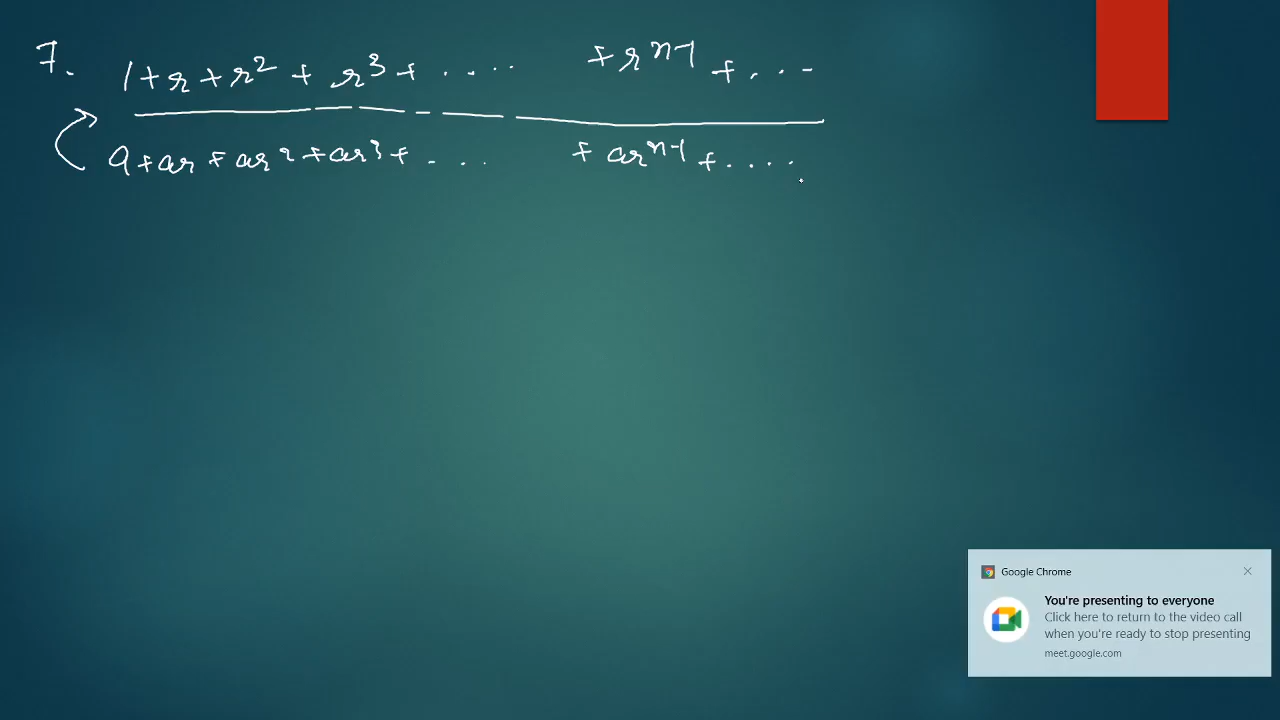 7. 1 + r + r² + r³ + ..... + rⁿ⁻¹ + ...
a + ar + ar² + ar³ + .... + arⁿ⁻¹ + ....
Google Chrome
You're presenting to everyone
Click here to return to the video call
when you're ready to stop presenting
meet.google.com